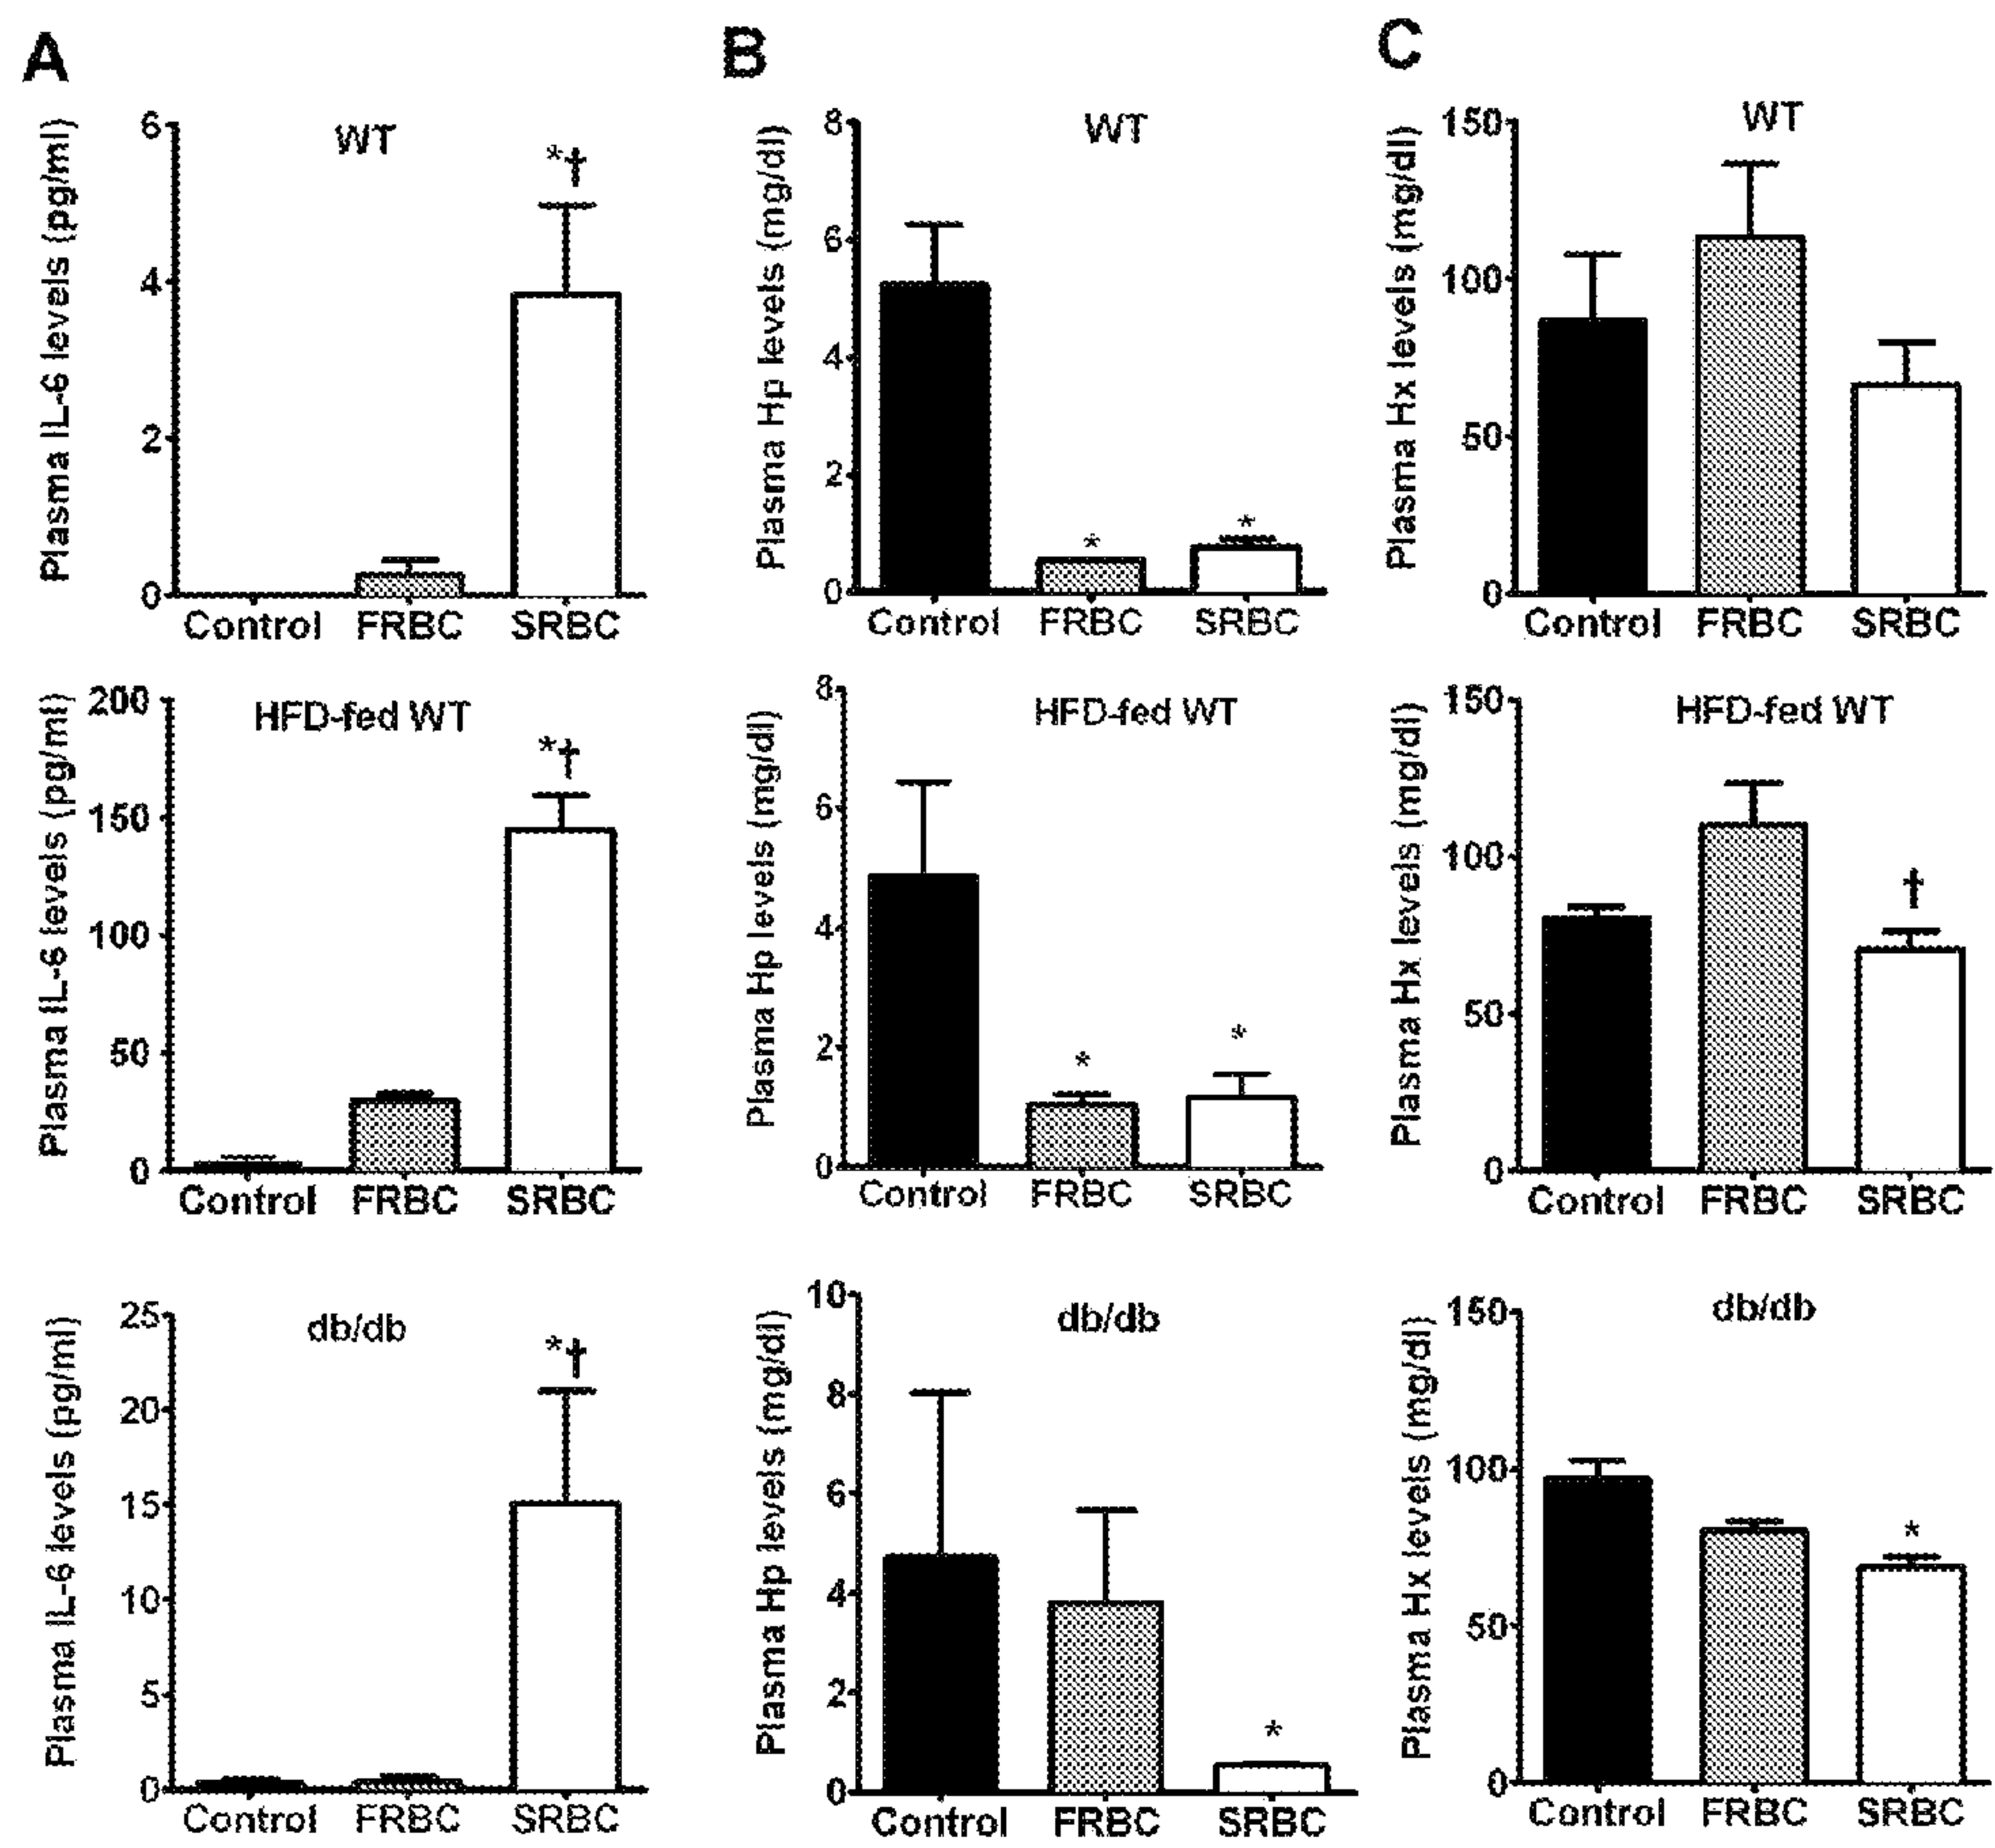 A
Plasma IL-6 levels (pg/ml)
WT
6
4
2
0
*†
Control FRBC SRBC
B
Plasma Hp levels (mg/dl)
WT
8
6
4
2
0
*
*
Control FRBC SRBC
C
Plasma Hx levels (mg/dl)
WT
150
100
50
0
Control FRBC SRBC
Plasma IL-6 levels (pg/ml)
HFD-fed WT
200
150
100
50
0
*†
Control FRBC SRBC
Plasma Hp levels (mg/dl)
HFD-fed WT
8
6
4
2
0
*
*
Control FRBC SRBC
Plasma Hx levels (mg/dl)
HFD-fed WT
150
100
50
0
†
Control FRBC SRBC
Plasma IL-6 levels (pg/ml)
db/db
25
20
15
10
5
0
*†
Control FRBC SRBC
Plasma Hp levels (mg/dl)
db/db
10
8
6
4
2
0
*
Control FRBC SRBC
Plasma Hx levels (mg/dl)
db/db
150
100
50
0
*
Control FRBC SRBC